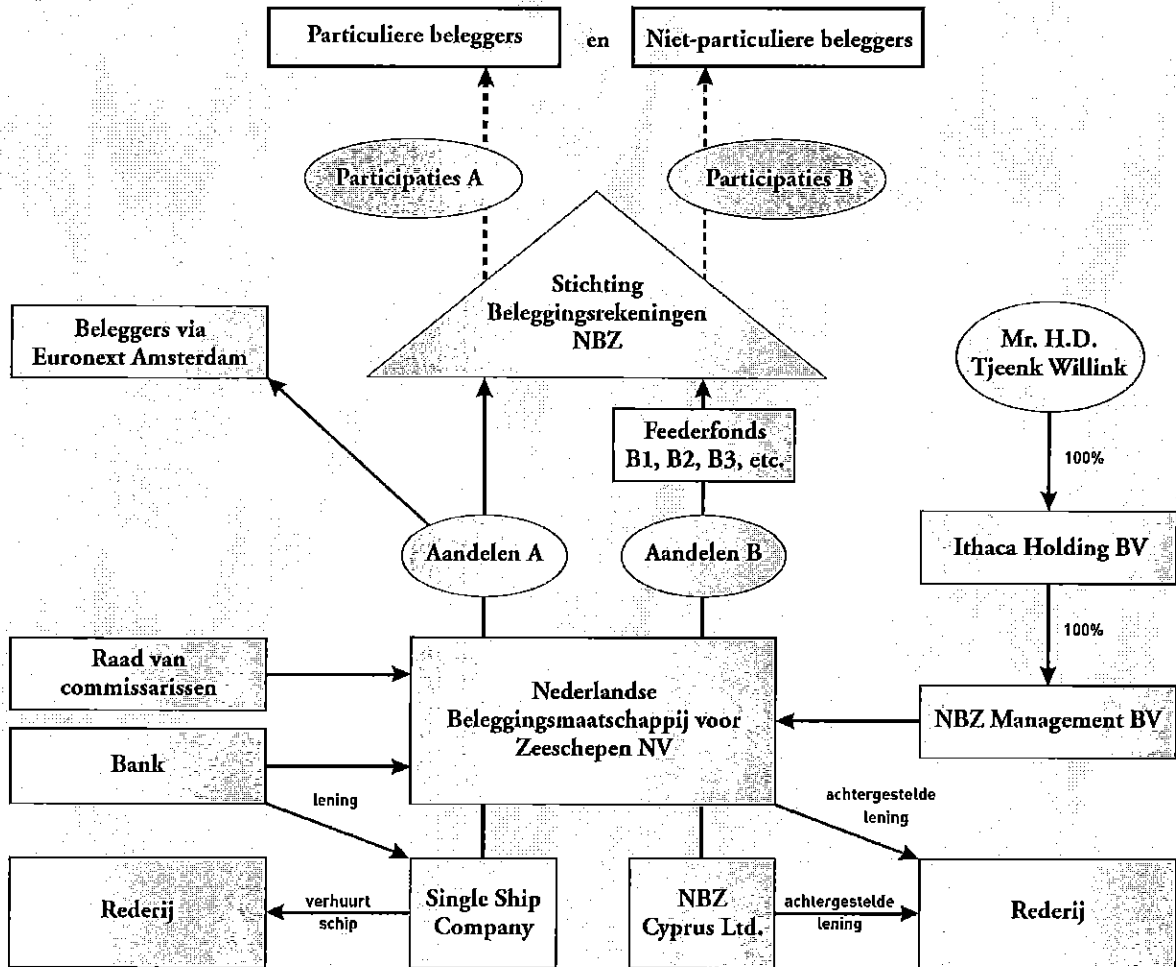 Particuliere beleggers
en
Niet-particuliere beleggers
Participaties A
Participaties B
Stichting
Beleggingsrekeningen
NBZ
Beleggers via
Euronext Amsterdam
Mr. H.D.
Tjeenk Willink
Feederfonds
B1, B2, B3, etc.
100%
Aandelen A
Aandelen B
Ithaca Holding BV
100%
Raad van
commissarissen
Nederlandse
Beleggingsmaatschappij voor
Zeeschepen NV
NBZ Management BV
Bank
lening
achtergestelde
lening
Rederij
verhuurt
schip
Single Ship
Company
NBZ
Cyprus Ltd.
achtergestelde
lening
Rederij